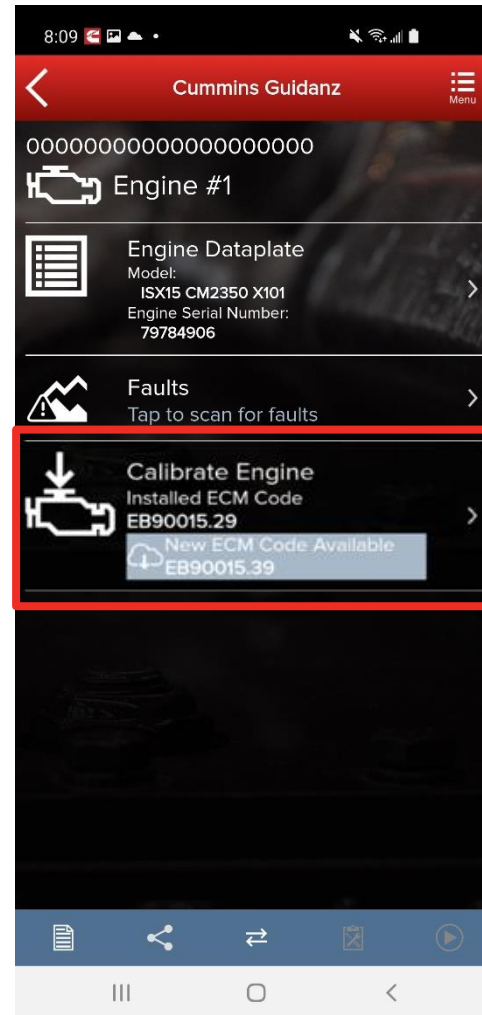 8:09
Cummins Guidanz
Menu
00000000000000000000
Engine #1
Engine Dataplate
Model:
ISX15 CM2350 X101
Engine Serial Number:
79784906
Faults
Tap to scan for faults
Calibrate Engine
Installed ECM Code
EB90015.29
New ECM Code Available
EB90015.39